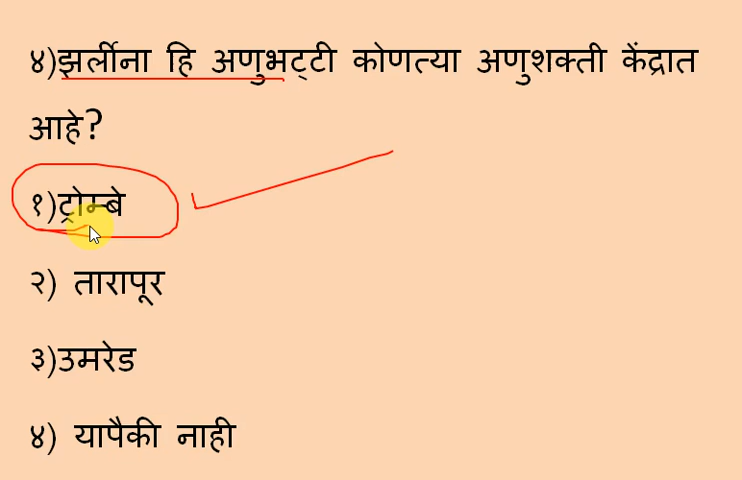 ४)झर्लीना हि अणुभट्टी कोणत्या अणुशक्ती केंद्रात
आहे?
१)ट्रोम्बे
२) तारापूर
३)उमरेड
४) यापैकी नाही